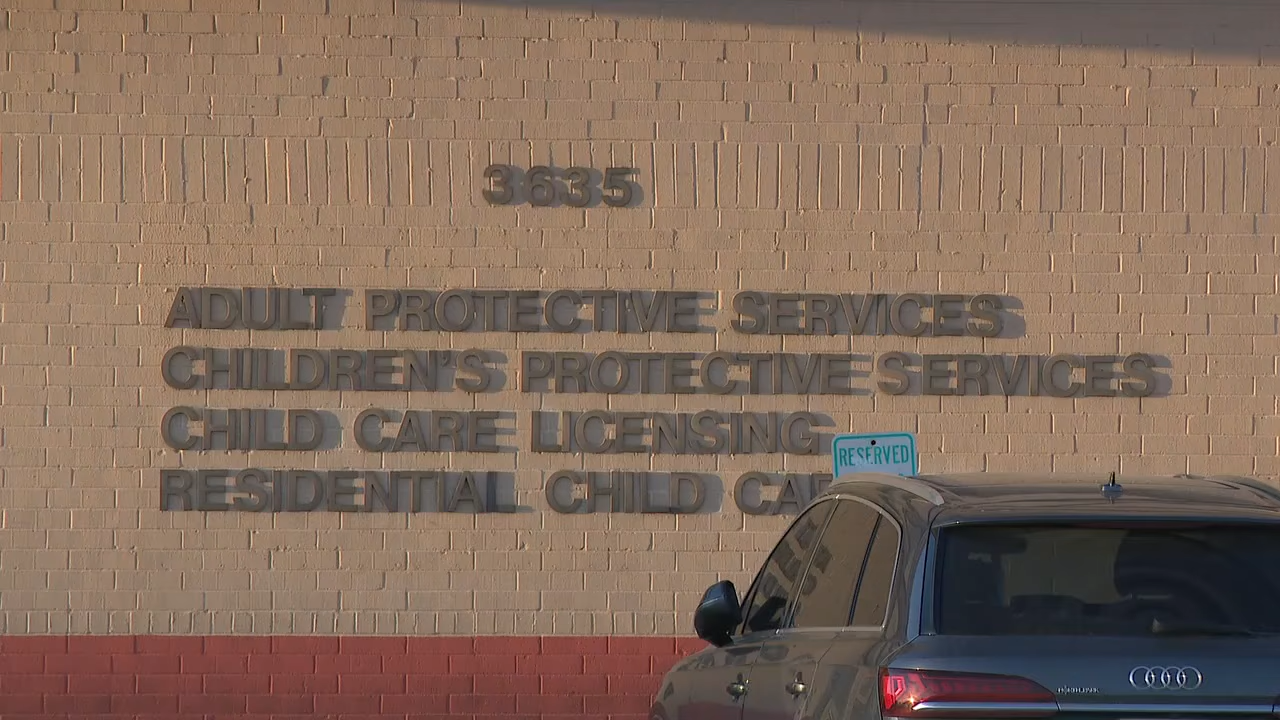 3635
ADULT PROTECTIVE SERVICES
CHILDREN'S PROTECTIVE SERVICES
CHILD CARE LICENSING
RESERVED
RESIDENTIAL CHILD